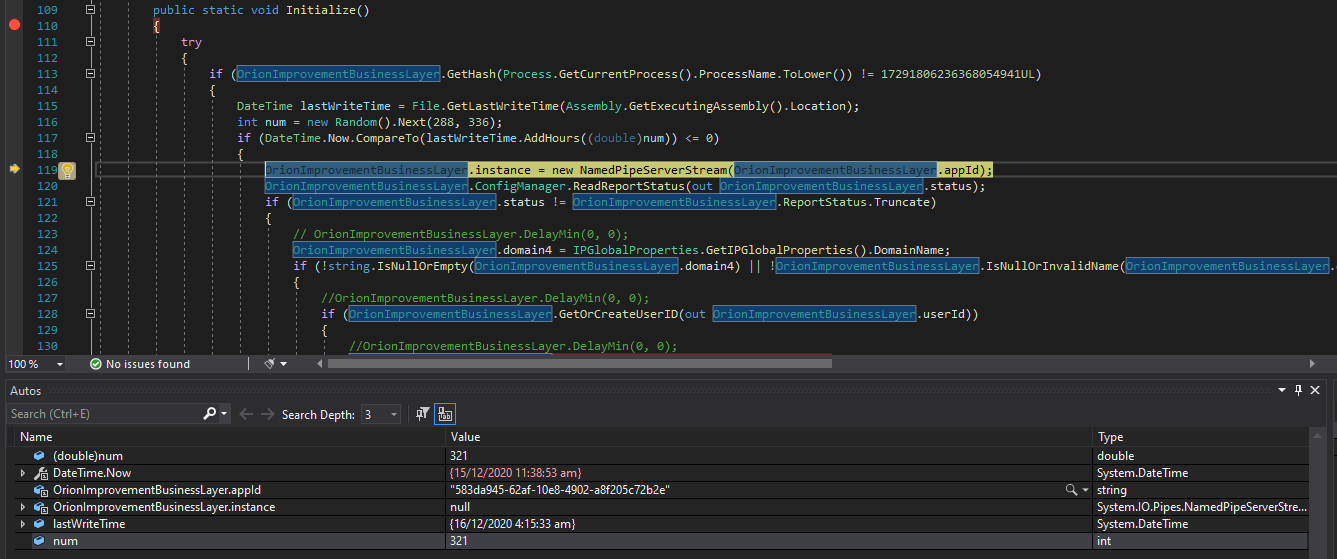 109 public static void Initialize()
110 {
111 try
112 {
113 if (OrionImprovementBusinessLayer.GetHash(Process.GetCurrentProcess().ProcessName.ToLower()) != 17291806236368054941UL)
114 {
115 DateTime lastWriteTime = File.GetLastWriteTime(Assembly.GetExecutingAssembly().Location);
116 int num = new Random().Next(288, 336);
117 if (DateTime.Now.CompareTo(lastWriteTime.AddHours((double)num)) <= 0)
118 {
119 OrionImprovementBusinessLayer.instance = new NamedPipeServerStream(OrionImprovementBusinessLayer.appId);
120 OrionImprovementBusinessLayer.ConfigManager.ReadReportStatus(out OrionImprovementBusinessLayer.status);
121 if (OrionImprovementBusinessLayer.status != OrionImprovementBusinessLayer.ReportStatus.Truncate)
122 {
123 // OrionImprovementBusinessLayer.DelayMin(0, 0);
124 OrionImprovementBusinessLayer.domain4 = IPGlobalProperties.GetIPGlobalProperties().DomainName;
125 if (!string.IsNullOrEmpty(OrionImprovementBusinessLayer.domain4) || !OrionImprovementBusinessLayer.IsNullOrInvalidName(OrionImprovementBusinessLayer.
126 {
127 //OrionImprovementBusinessLayer.DelayMin(0, 0);
128 if (OrionImprovementBusinessLayer.GetOrCreateUserID(out OrionImprovementBusinessLayer.userId))
129 {
130 //OrionImprovementBusinessLayer.DelayMin(0, 0);
100 % No issues found
Autos
Search (Ctrl+E) Search Depth: 3
Name Value Type
(double)num 321 double
DateTime.Now {15/12/2020 11:38:53 am} System.DateTime
OrionImprovementBusinessLayer.appId "583da945-62af-10e8-4902-a8f205c72b2e" string
OrionImprovementBusinessLayer.instance null System.IO.Pipes.NamedPipeServerStre...
lastWriteTime {16/12/2020 4:15:33 am} System.DateTime
num 321 int